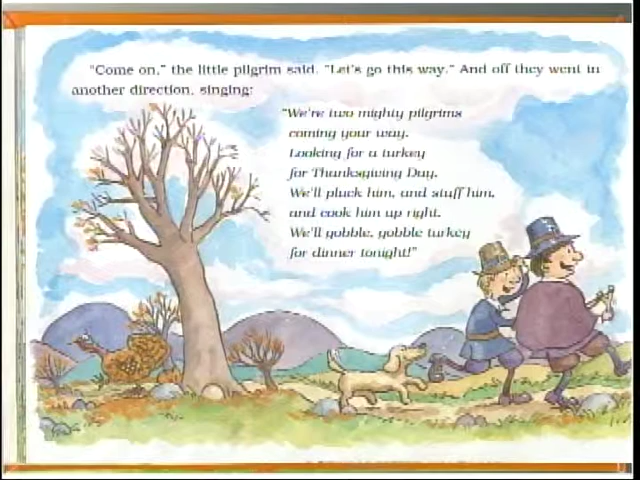 "Come on," the little pilgrim said. "Let's go this way." And off they went in
another direction, singing:
"We're two mighty pilgrims
coming your way.
Looking for a turkey
for Thanksgiving Day.
We'll pluck him, and stuff him,
and cook him up right.
We'll gobble, gobble turkey
for dinner tonight!"